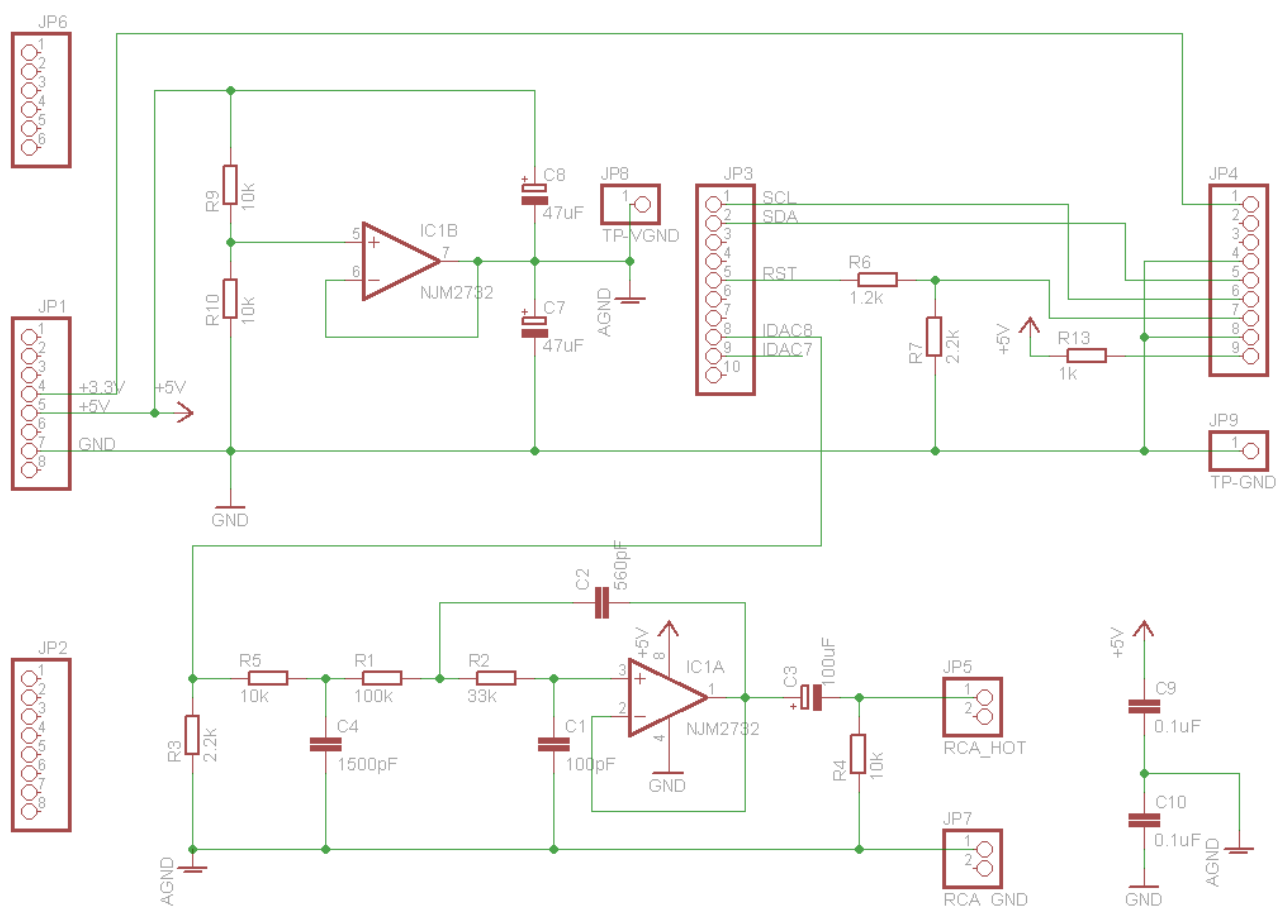 JP6
1
2
3
4
5
6
R9
10k
R10
10k
5
6
7
+
-
IC1B
NJM2732
+
C8
47uF
+
C7
47uF
JP8
1
TP-VGND
AGND
JP3
1
2
3
4
5
6
7
8
9
10
SCL
SDA
RST
IDAC8
IDAC7
R6
1.2k
R7
2.2k
+5V
R13
1k
JP4
1
2
3
4
5
6
7
8
9
JP1
1
2
3
4
5
6
7
8
+3.3V
+5V
+5V
GND
GND
JP9
1
TP-GND
JP2
1
2
3
4
5
6
7
8
R5
10k
R1
100k
R2
33k
C2
560pF
R3
2.2k
C4
1500pF
C1
100pF
+5V
8
3
2
1
4
+
-
IC1A
NJM2732
GND
C3
100uF
+
R4
10k
JP5
1
2
RCA_HOT
JP7
1
2
RCA_GND
AGND
+5V
C9
0.1uF
C10
0.1uF
GND
AGND